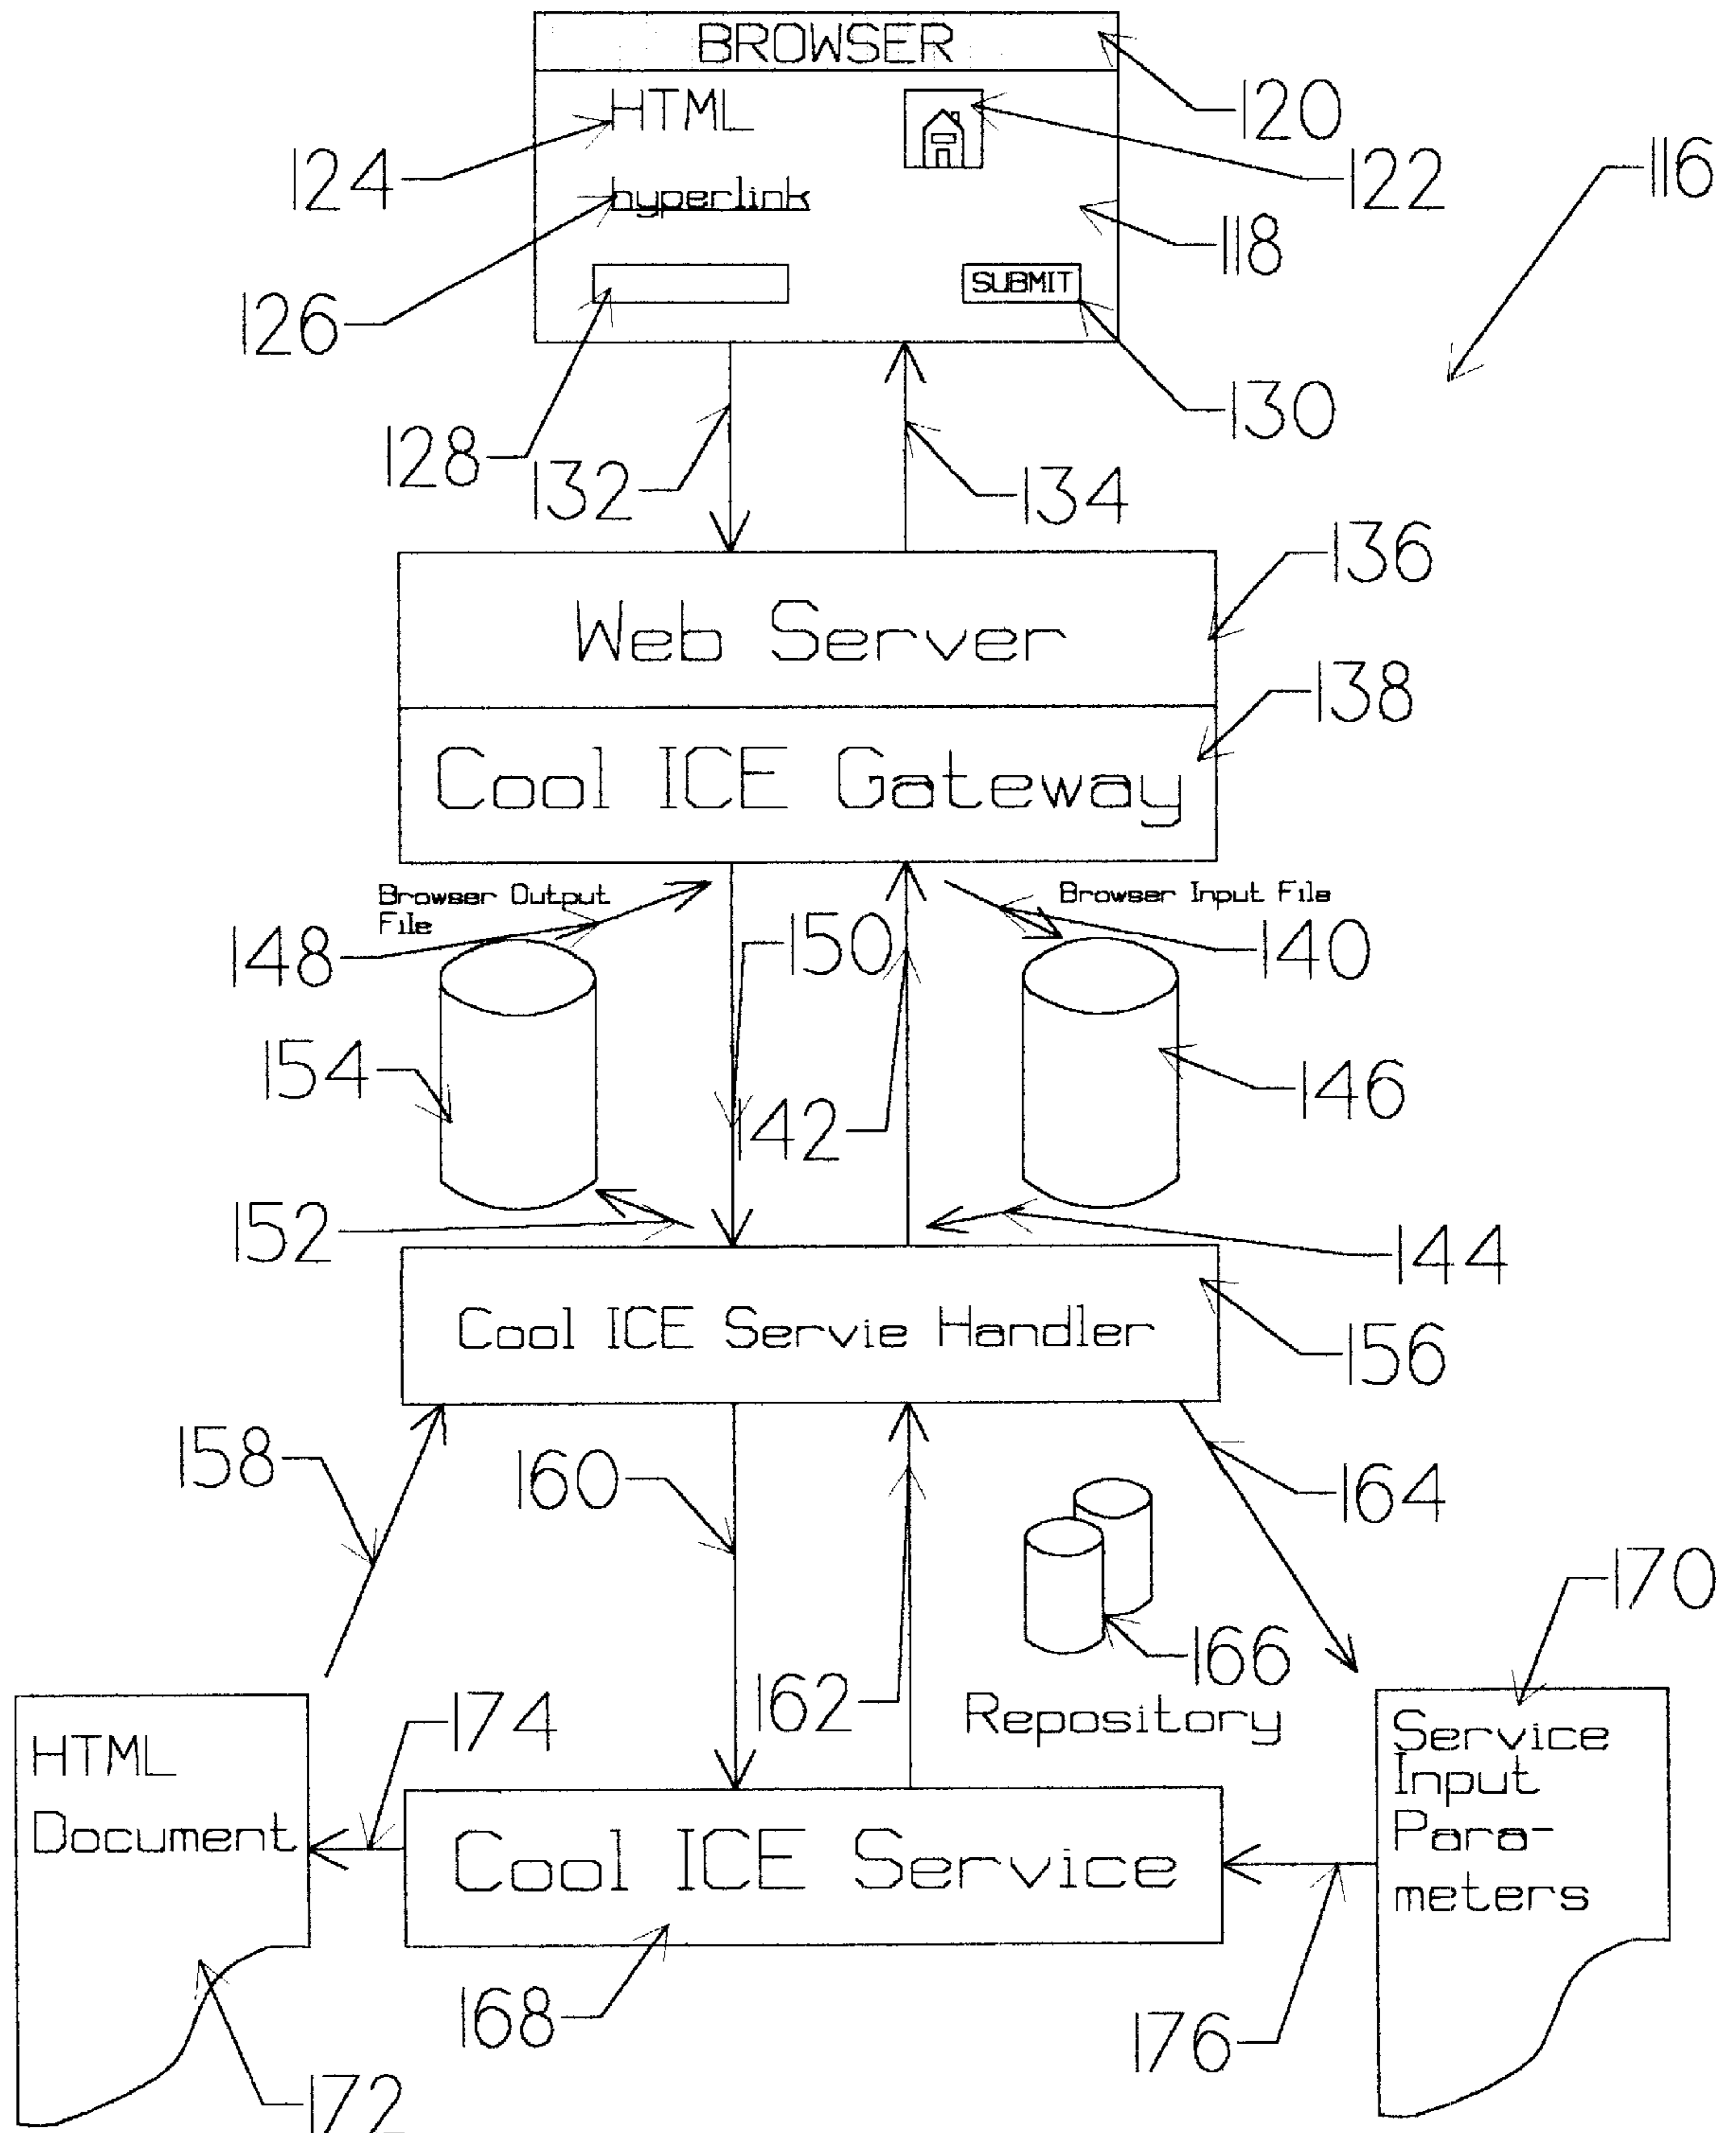 BROWSER
HTML
120
124
122
116
hyperlink
118
126
SUBMIT
128
130
132
134
136
Web Server
138
Cool ICE Gateway
Browser Output
File
Browser Input File
148
150
140
154
146
142
152
144
Cool ICE Servie Handler
156
158
160
164
170
166
162
Repository
174
HTML
Document
Service
Input
Para-
meters
Cool ICE Service
168
176
172